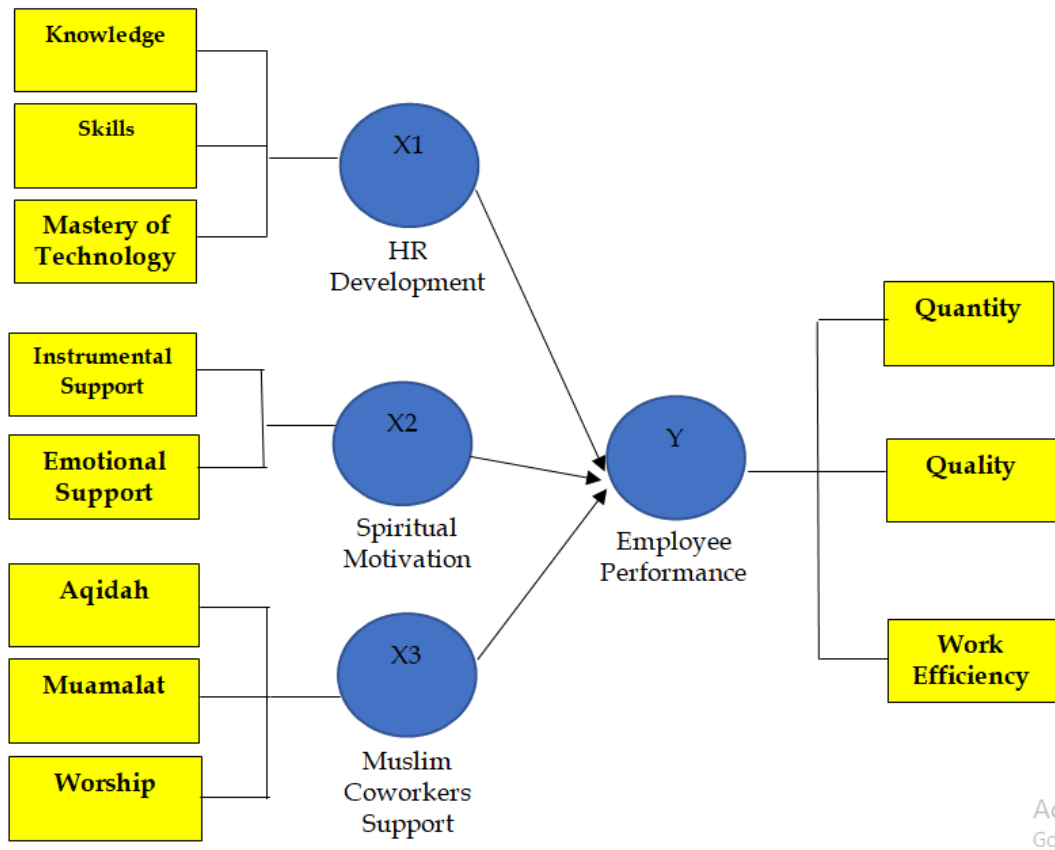 Knowledge
Skills
Mastery of
Technology
X1
HR
Development
Instrumental
Support
Emotional
Support
X2
Spiritual
Motivation
Aqidah
Muamalat
Worship
X3
Muslim
Coworkers
Support
Y
Employee
Performance
Quantity
Quality
Work
Efficiency